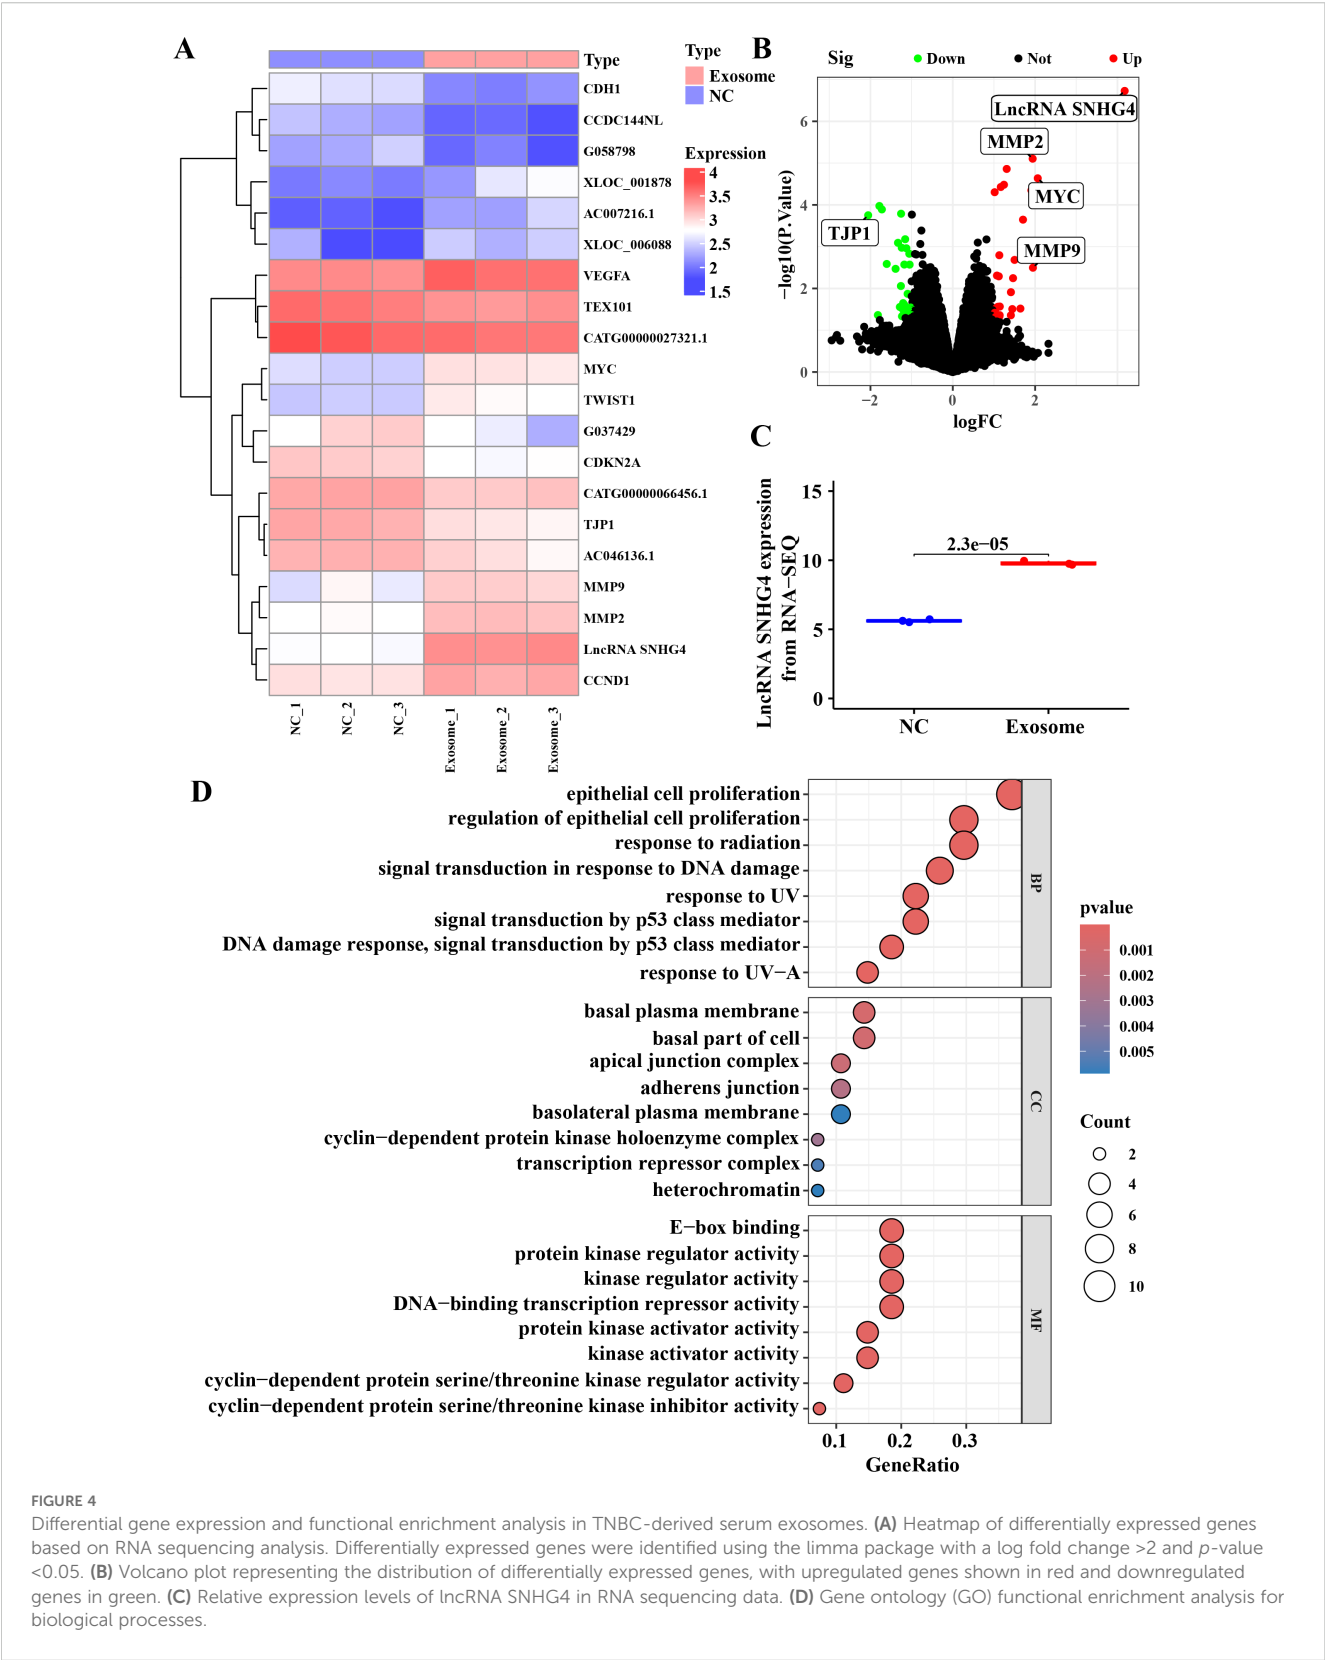 A
Type
Type
Exosome
NC
Expression
4
3.5
3
2.5
2
1.5
CDH1
CCDC144NL
G058798
XLOC_001878
AC007216.1
XLOC_006088
VEGFA
TEX101
CATG00000027321.1
MYC
TWIST1
G037429
CDKN2A
CATG00000066456.1
TJP1
AC046136.1
MMP9
MMP2
LncRNA SNHG4
CCND1
NC_1
NC_2
NC_3
Exosome_1
Exosome_2
Exosome_3
B
Sig
Down
Not
Up
LncRNA SNHG4
MMP2
MYC
TJP1
MMP9
−log10(P.Value)
6
4
2
0
−2
0
2
logFC
C
LncRNA SNHG4 expression
from RNA−SEQ
15
10
5
0
2.3e−05
NC
Exosome
D
epithelial cell proliferation
regulation of epithelial cell proliferation
response to radiation
signal transduction in response to DNA damage
response to UV
signal transduction by p53 class mediator
DNA damage response, signal transduction by p53 class mediator
response to UV−A
BP
basal plasma membrane
basal part of cell
apical junction complex
adherens junction
basolateral plasma membrane
cyclin−dependent protein kinase holoenzyme complex
transcription repressor complex
heterochromatin
CC
E−box binding
protein kinase regulator activity
kinase regulator activity
DNA−binding transcription repressor activity
protein kinase activator activity
kinase activator activity
cyclin−dependent protein serine/threonine kinase regulator activity
cyclin−dependent protein serine/threonine kinase inhibitor activity
MF
0.1
0.2
0.3
GeneRatio
pvalue
0.001
0.002
0.003
0.004
0.005
Count
2
4
6
8
10
FIGURE 4
Differential gene expression and functional enrichment analysis in TNBC-derived serum exosomes. (A) Heatmap of differentially expressed genes
based on RNA sequencing analysis. Differentially expressed genes were identified using the limma package with a log fold change >2 and p-value
<0.05. (B) Volcano plot representing the distribution of differentially expressed genes, with upregulated genes shown in red and downregulated
genes in green. (C) Relative expression levels of lncRNA SNHG4 in RNA sequencing data. (D) Gene ontology (GO) functional enrichment analysis for
biological processes.